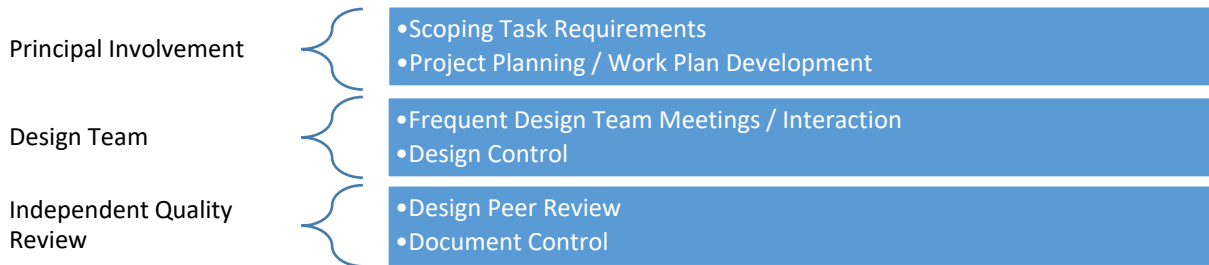 Principal Involvement
•Scoping Task Requirements
•Project Planning / Work Plan Development
Design Team
•Frequent Design Team Meetings / Interaction
•Design Control
Independent Quality
Review
•Design Peer Review
•Document Control